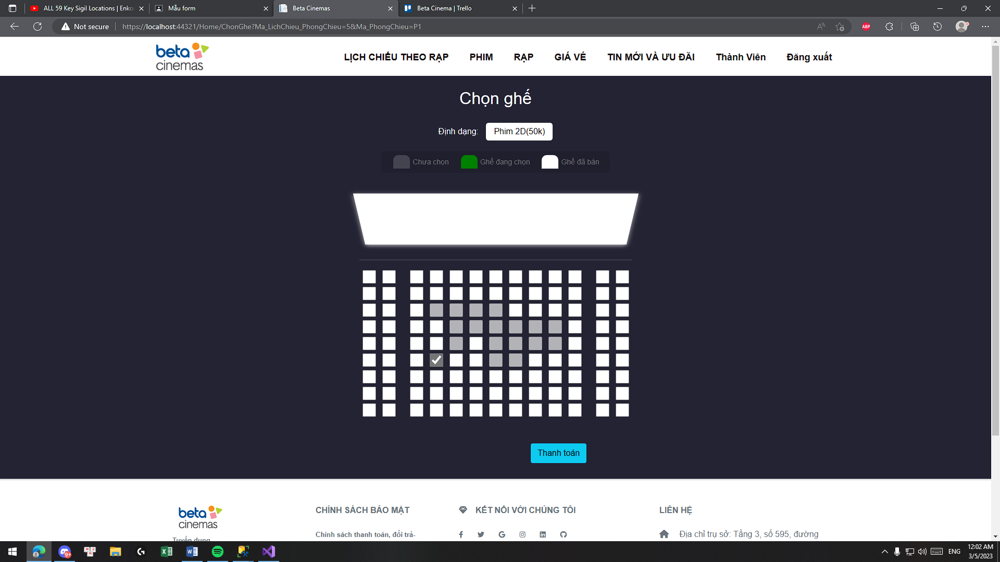 ALL 59 Key Sigil Locations | Enko
Mẫu form
Beta Cinemas
Beta Cinema | Trello
Not secure
https://localhost:44321/Home/ChonGhe?Ma_LichChieu_PhongChieu=5&Ma_PhongChieu=P1
ABP
beta
cinemas
LỊCH CHIẾU THEO RẠP
PHIM
RẠP
GIÁ VÉ
TIN MỚI VÀ ƯU ĐÃI
Thành Viên
Đăng xuất
Chọn ghế
Định dạng:
Phim 2D(50k)
Chưa chọn
Ghế đang chọn
Ghế đã bán
Thanh toán
beta
cinemas
Tuyển dụng
CHÍNH SÁCH BẢO MẬT
Chính sách thanh toán, đổi trả-
KẾT NỐI VỚI CHÚNG TÔI
LIÊN HỆ
Địa chỉ trụ sở: Tầng 3, số 595, đường
9+
ENG
12:02 AM
3/5/2023